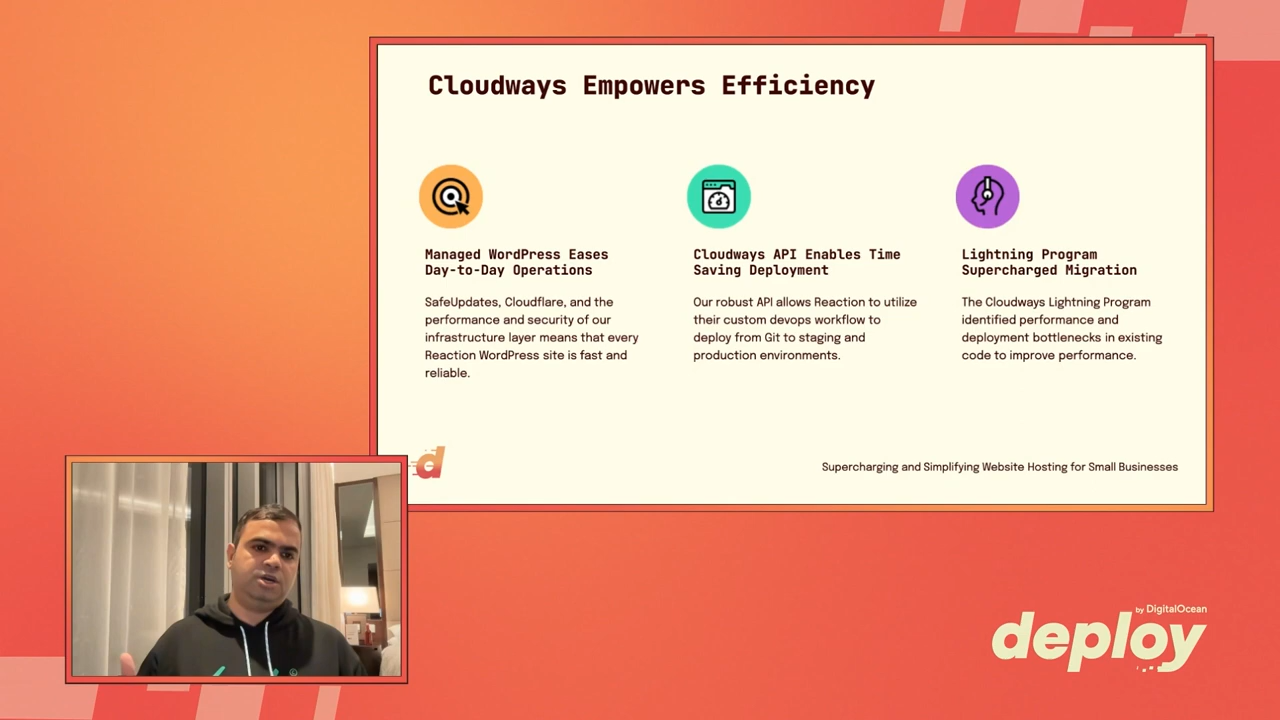 Cloudways Empowers Efficiency
Managed WordPress Eases
Day-to-Day Operations
SafeUpdates, Cloudflare, and the
performance and security of our
infrastructure layer means that every
Reaction WordPress site is fast and
reliable.
Cloudways API Enables Time
Saving Deployment
Our robust API allows Reaction to utilize
their custom devops workflow to
deploy from Git to staging and
production environments.
Lightning Program
Supercharged Migration
The Cloudways Lightning Program
identified performance and
deployment bottlenecks in existing
code to improve performance.
d
Supercharging and Simplifying Website Hosting for Small Businesses
by DigitalOcean
deploy